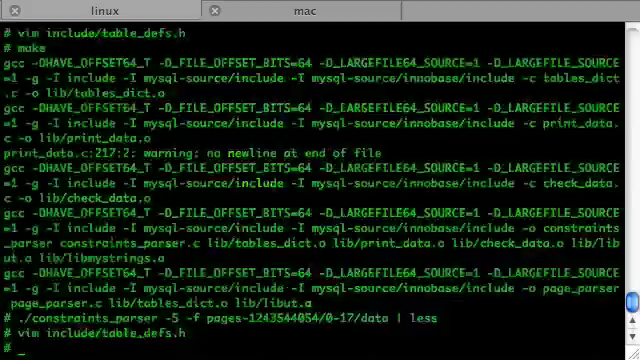 linux
mac
# vim include/table_defs.h
# make
gcc -DHAVE_OFFSET64_T -D_FILE_OFFSET_BITS=64 -D_LARGEFILE64_SOURCE=1 -D_LARGEFILE_SOURCE
=1 -g -I include -I mysql-source/include -I mysql-source/innobase/include -c tables_dict
.c -o lib/tables_dict.o
gcc -DHAVE_OFFSET64_T -D_FILE_OFFSET_BITS=64 -D_LARGEFILE64_SOURCE=1 -D_LARGEFILE_SOURCE
=1 -g -I include -I mysql-source/include -I mysql-source/innobase/include -c print_data.
c -o lib/print_data.o
print_data.c:217:2: warning: no newline at end of file
gcc -DHAVE_OFFSET64_T -D_FILE_OFFSET_BITS=64 -D_LARGEFILE64_SOURCE=1 -D_LARGEFILE_SOURCE
=1 -g -I include -I mysql-source/include -I mysql-source/innobase/include -c check_data.
c -o lib/check_data.o
gcc -DHAVE_OFFSET64_T -D_FILE_OFFSET_BITS=64 -D_LARGEFILE64_SOURCE=1 -D_LARGEFILE_SOURCE
=1 -g -I include -I mysql-source/include -I mysql-source/innobase/include -o constraints
_parser constraints_parser.c lib/tables_dict.o lib/print_data.o lib/check_data.o lib/lib
ut.a lib/libmystrings.a
gcc -DHAVE_OFFSET64_T -D_FILE_OFFSET_BITS=64 -D_LARGEFILE64_SOURCE=1 -D_LARGEFILE_SOURCE
=1 -g -I include -I mysql-source/include -I mysql-source/innobase/include -o page_parser
page_parser.c lib/tables_dict.o lib/libut.a
# ./constraints_parser -5 -f pages-1243544054/0-17/data | less
# vim include/table_defs.h
# _